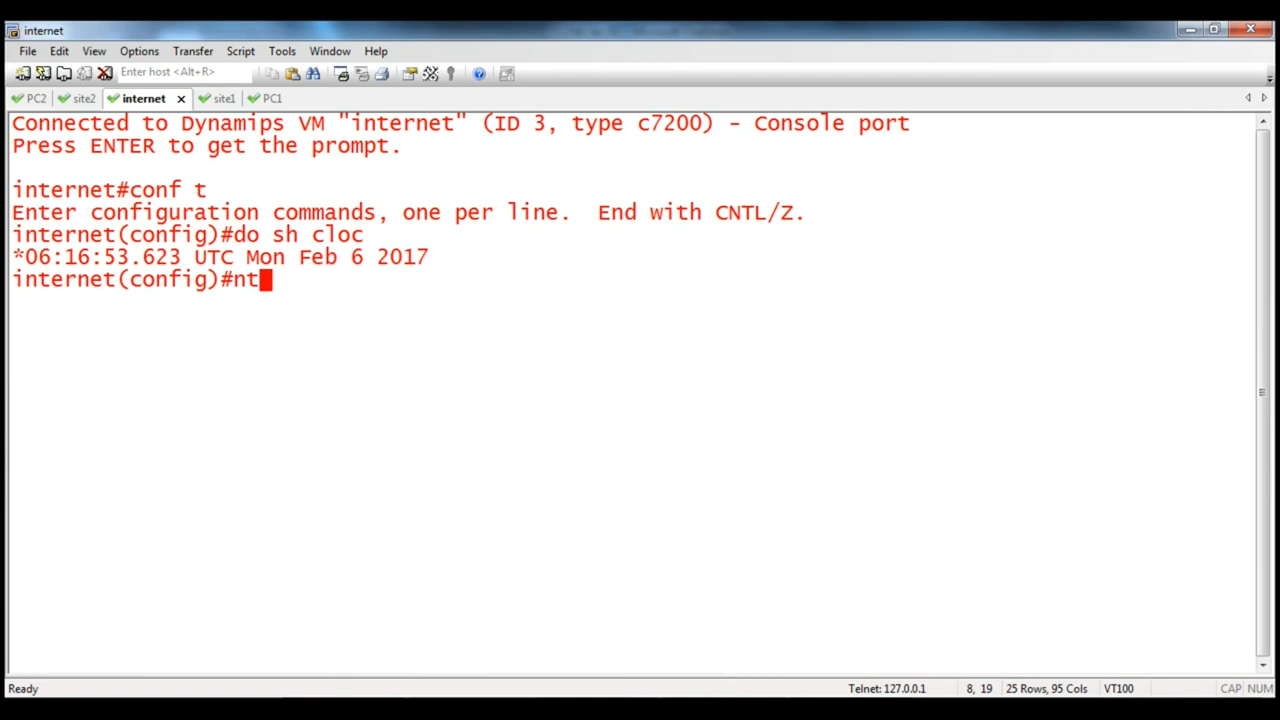 internet
File Edit View Options Transfer Script Tools Window Help
Enter host <Alt+R>
PC2 site2 internet x site1 PC1
Connected to Dynamips VM "internet" (ID 3, type c7200) - Console port
Press ENTER to get the prompt.
internet#conf t
Enter configuration commands, one per line.  End with CNTL/Z.
internet(config)#do sh cloc
*06:16:53.623 UTC Mon Feb 6 2017
internet(config)#nt
Ready Telnet: 127.0.0.1 8, 19 25 Rows, 95 Cols VT100 CAP NUM